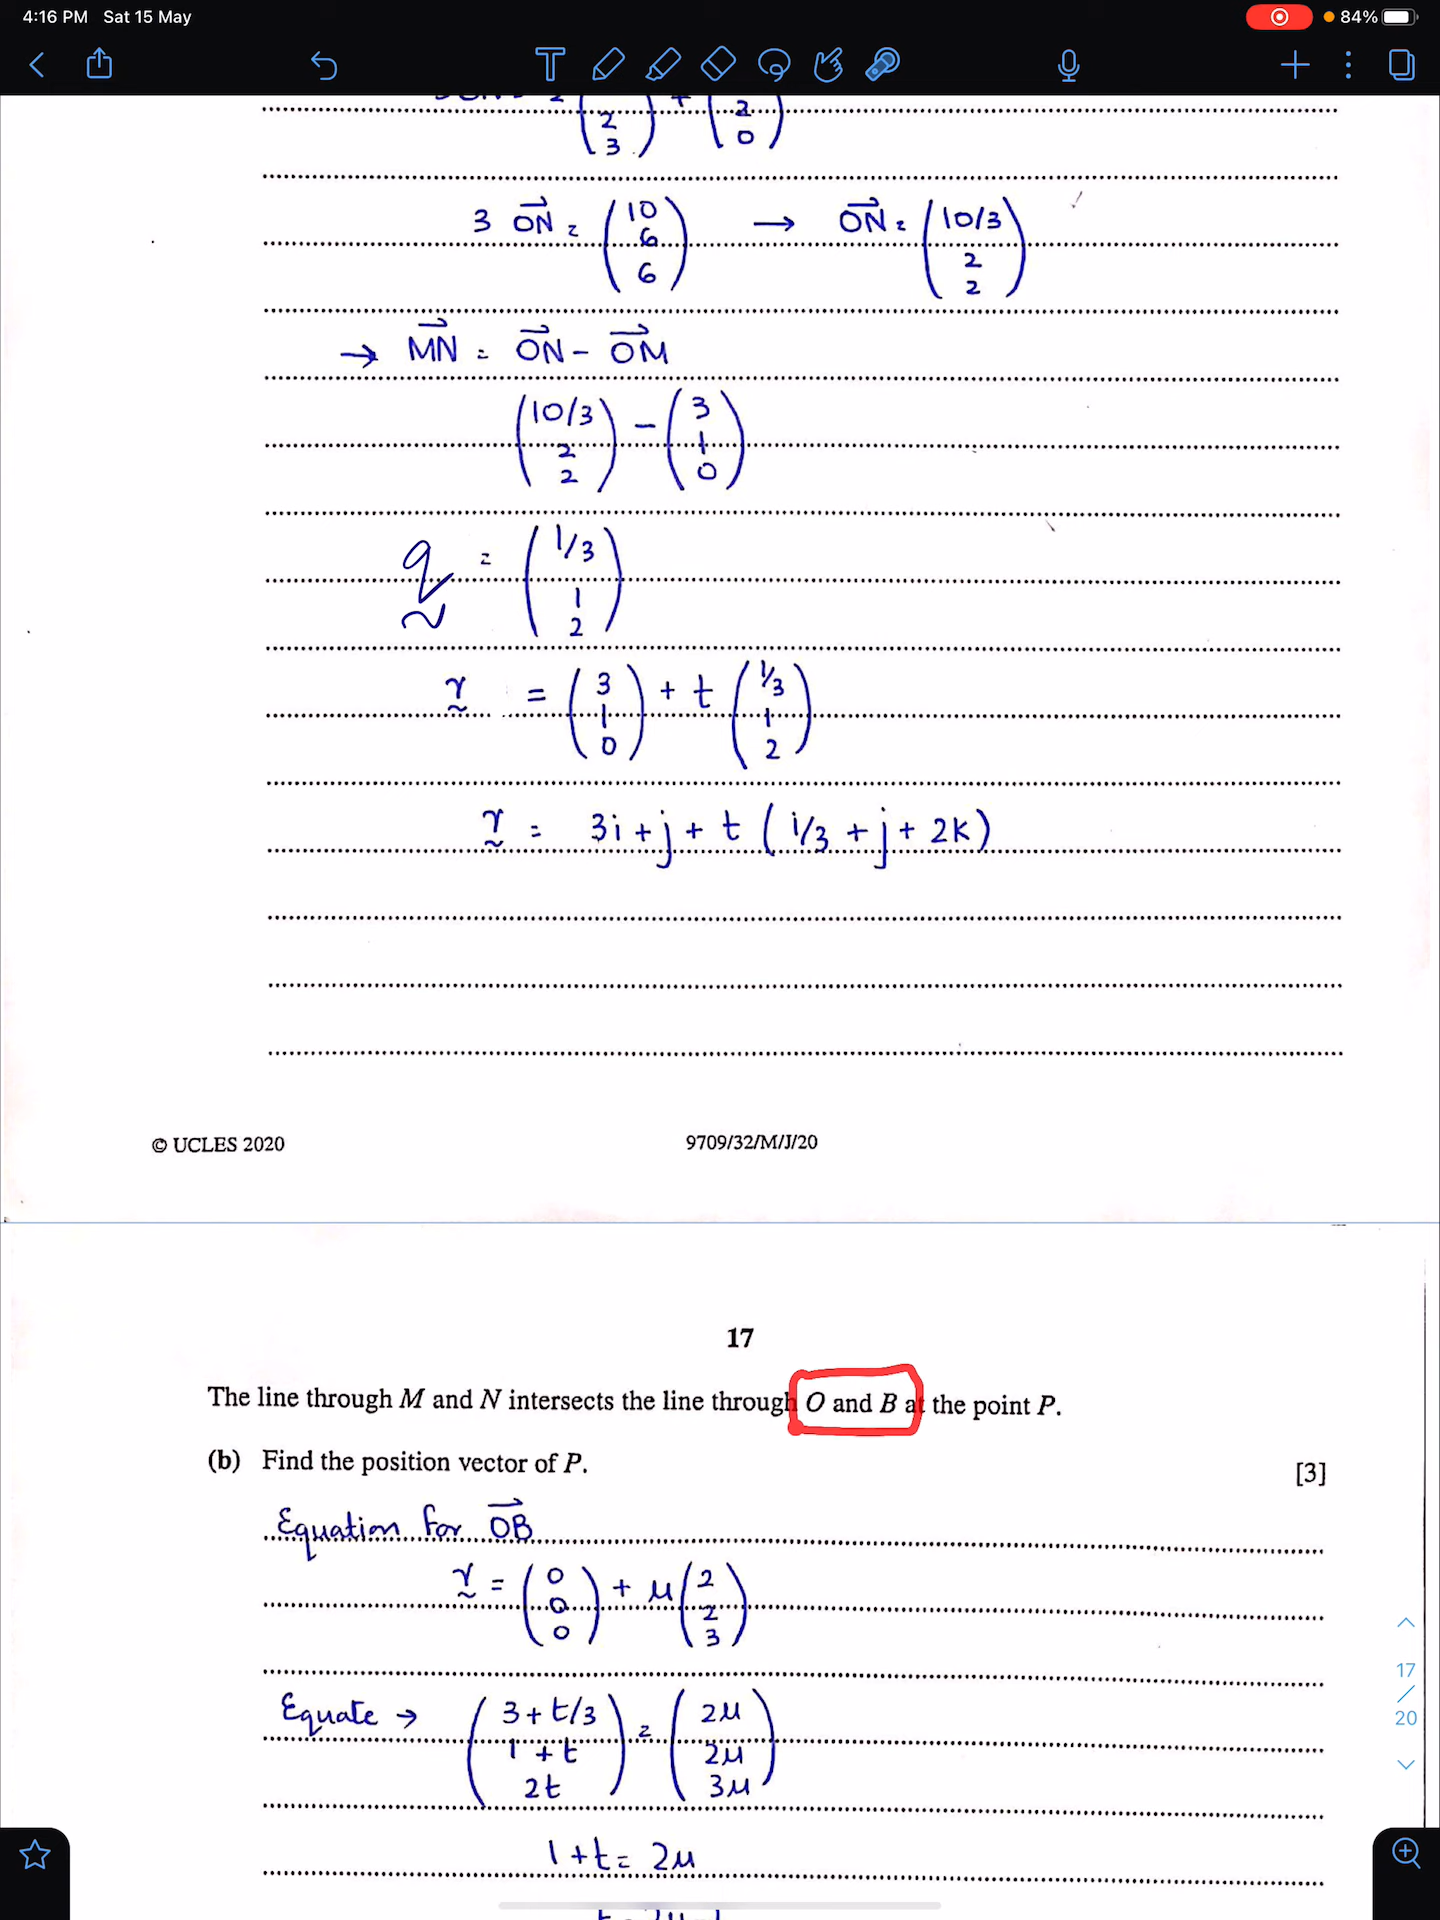 4:16 PM Sat 15 May
84%
2
3
2
0
3 ON = (10 6 6) → ON = (10/3 2 2)
→ MN = ON - OM
(10/3 2 2) - (3 1 0)
q = (1/3 1 2)
r = (3 1 0) + t (1/3 1 2)
r = 3i + j + t ( i/3 + j + 2k)
© UCLES 2020
9709/32/M/J/20
17
The line through M and N intersects the line through O and B at the point P.
(b) Find the position vector of P.
[3]
Equation for OB
r = (0 0 0) + μ (2 2 3)
Equate → (3 + t/3 1 + t 2t) = (2μ 2μ 3μ)
1 + t = 2μ
17
/
20